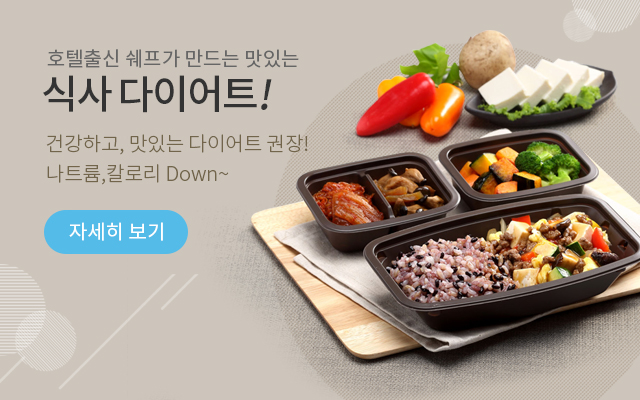 호텔출신 쉐프가 만드는 맛있는
식사 다이어트!
건강하고, 맛있는 다이어트 권장!
나트륨,칼로리 Down~
자세히 보기